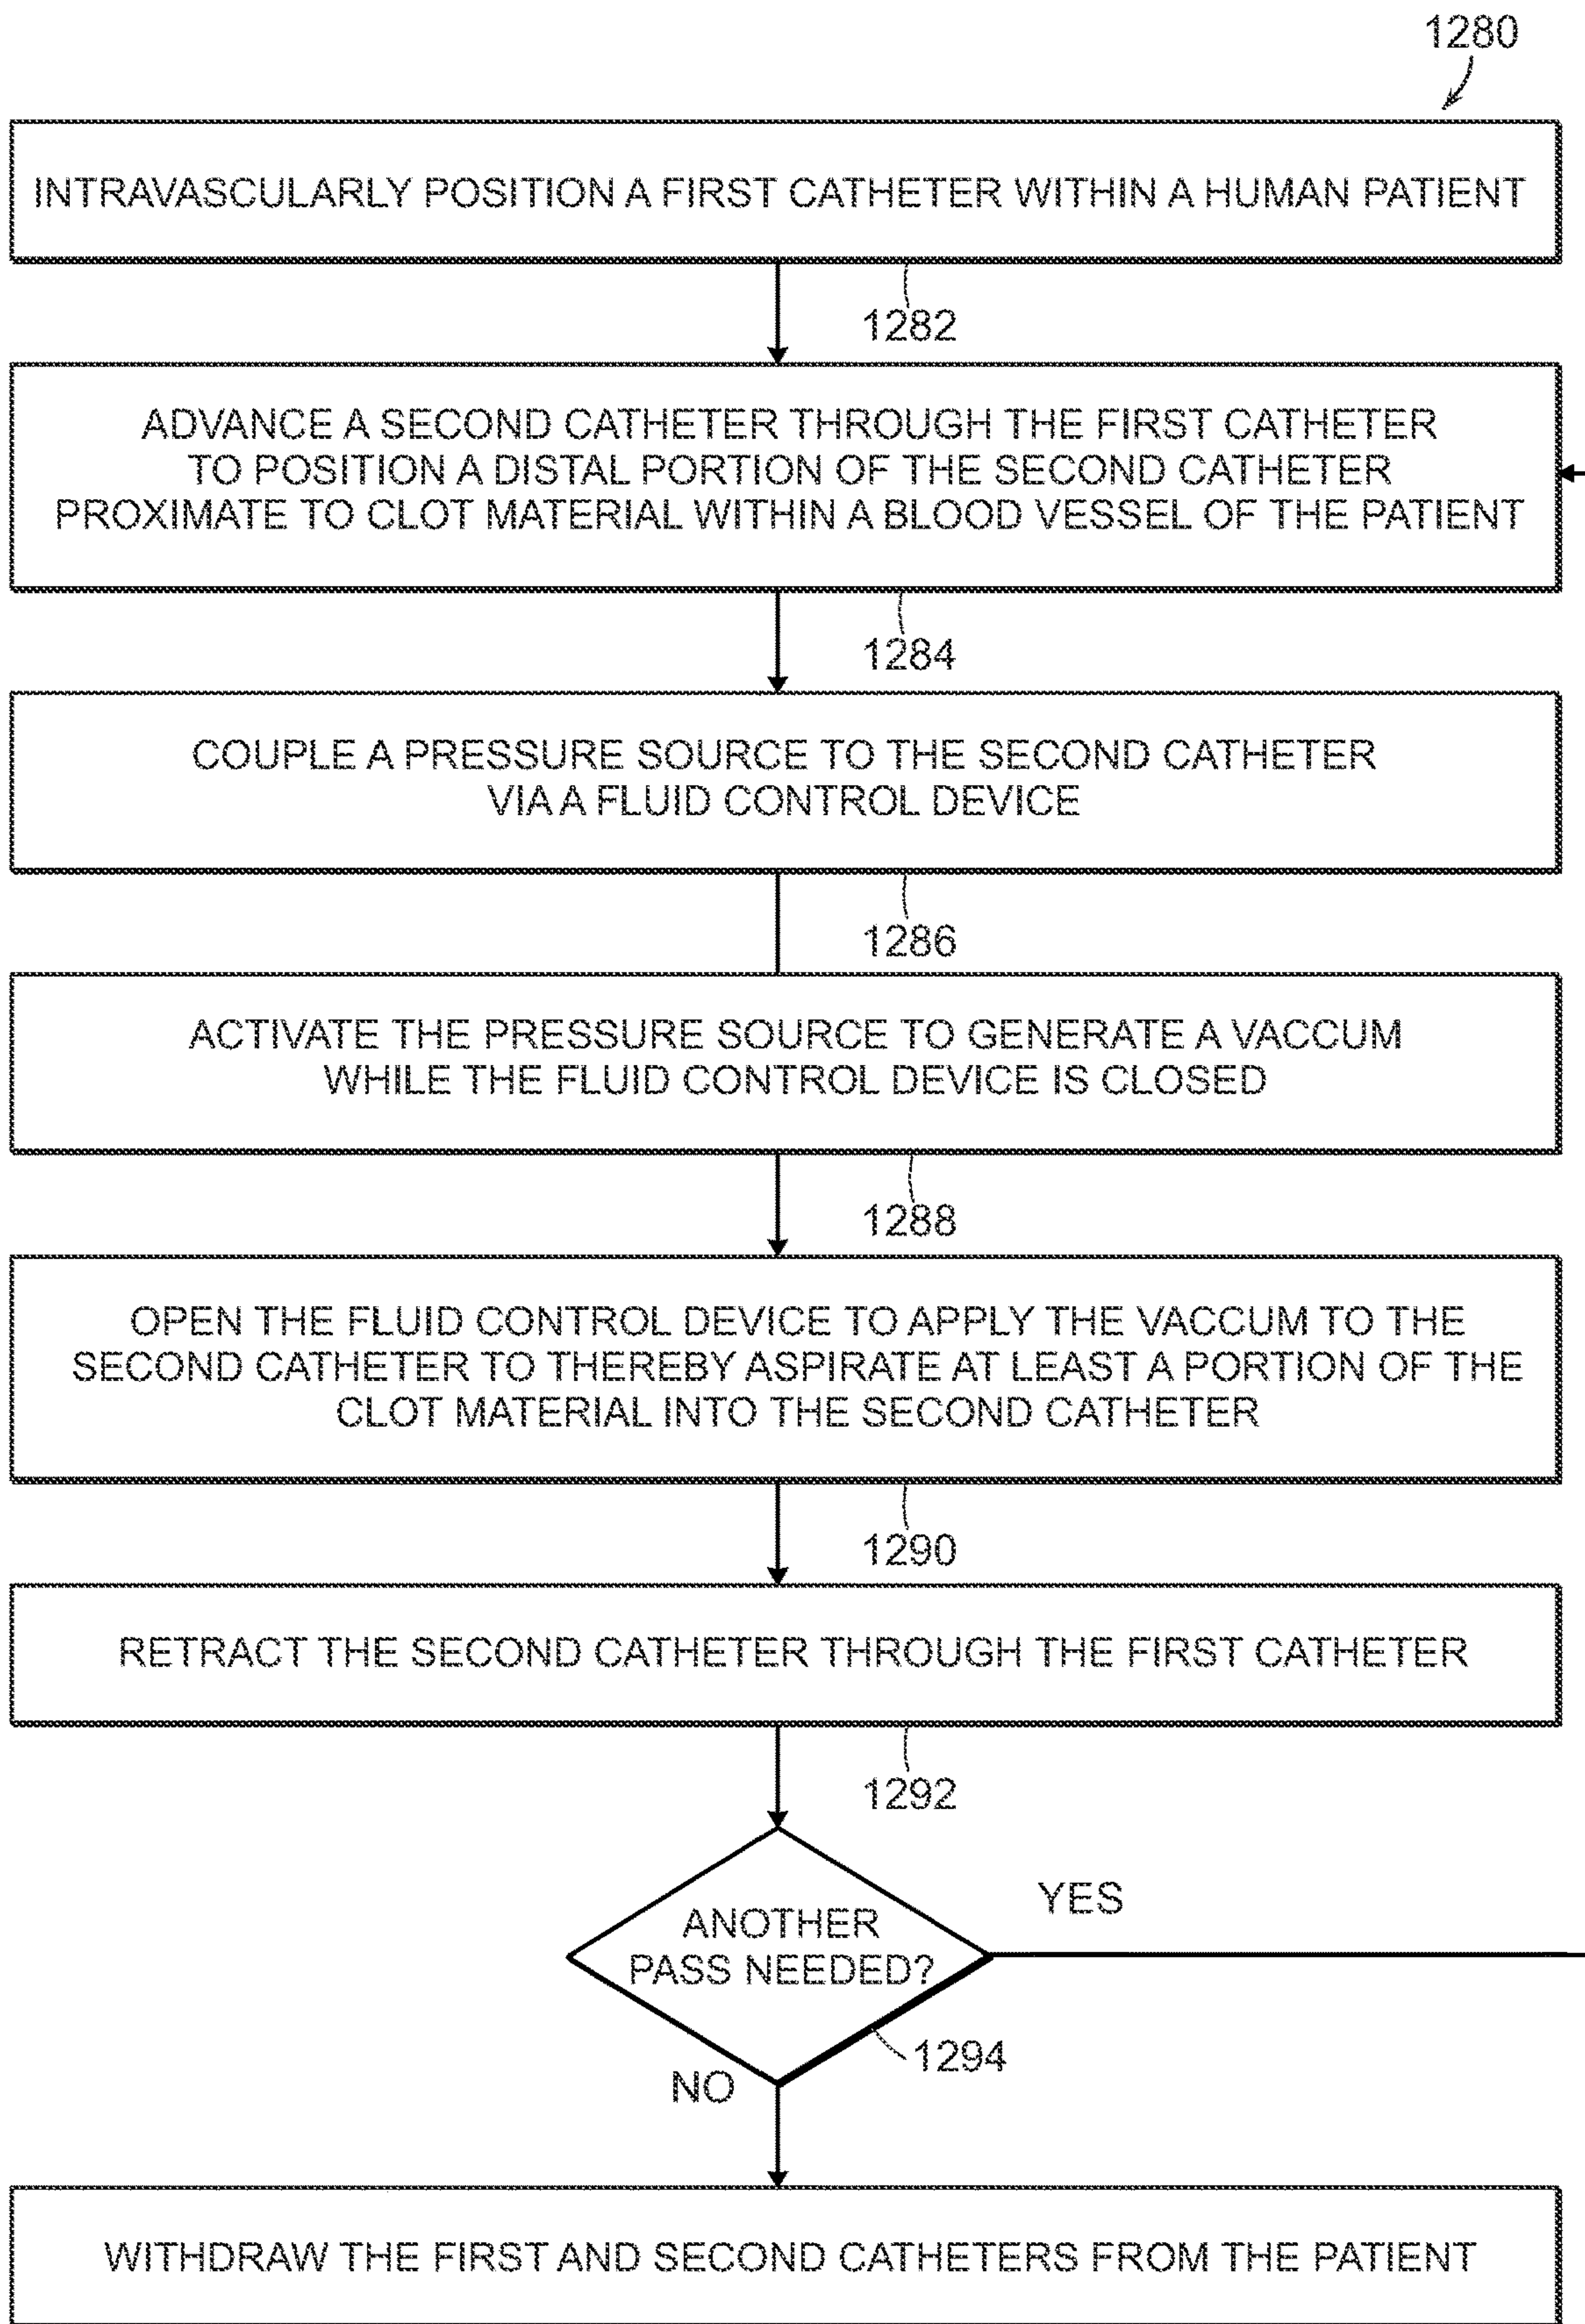 1280
INTRAVASCULARLY POSITION A FIRST CATHETER WITHIN A HUMAN PATIENT
1282
ADVANCE A SECOND CATHETER THROUGH THE FIRST CATHETER
TO POSITION A DISTAL PORTION OF THE SECOND CATHETER
PROXIMATE TO CLOT MATERIAL WITHIN A BLOOD VESSEL OF THE PATIENT
1284
COUPLE A PRESSURE SOURCE TO THE SECOND CATHETER
VIA A FLUID CONTROL DEVICE
1286
ACTIVATE THE PRESSURE SOURCE TO GENERATE A VACCUM
WHILE THE FLUID CONTROL DEVICE IS CLOSED
1288
OPEN THE FLUID CONTROL DEVICE TO APPLY THE VACCUM TO THE
SECOND CATHETER TO THEREBY ASPIRATE AT LEAST A PORTION OF THE
CLOT MATERIAL INTO THE SECOND CATHETER
1290
RETRACT THE SECOND CATHETER THROUGH THE FIRST CATHETER
1292
YES
ANOTHER
PASS NEEDED?
1294
NO
WITHDRAW THE FIRST AND SECOND CATHETERS FROM THE PATIENT